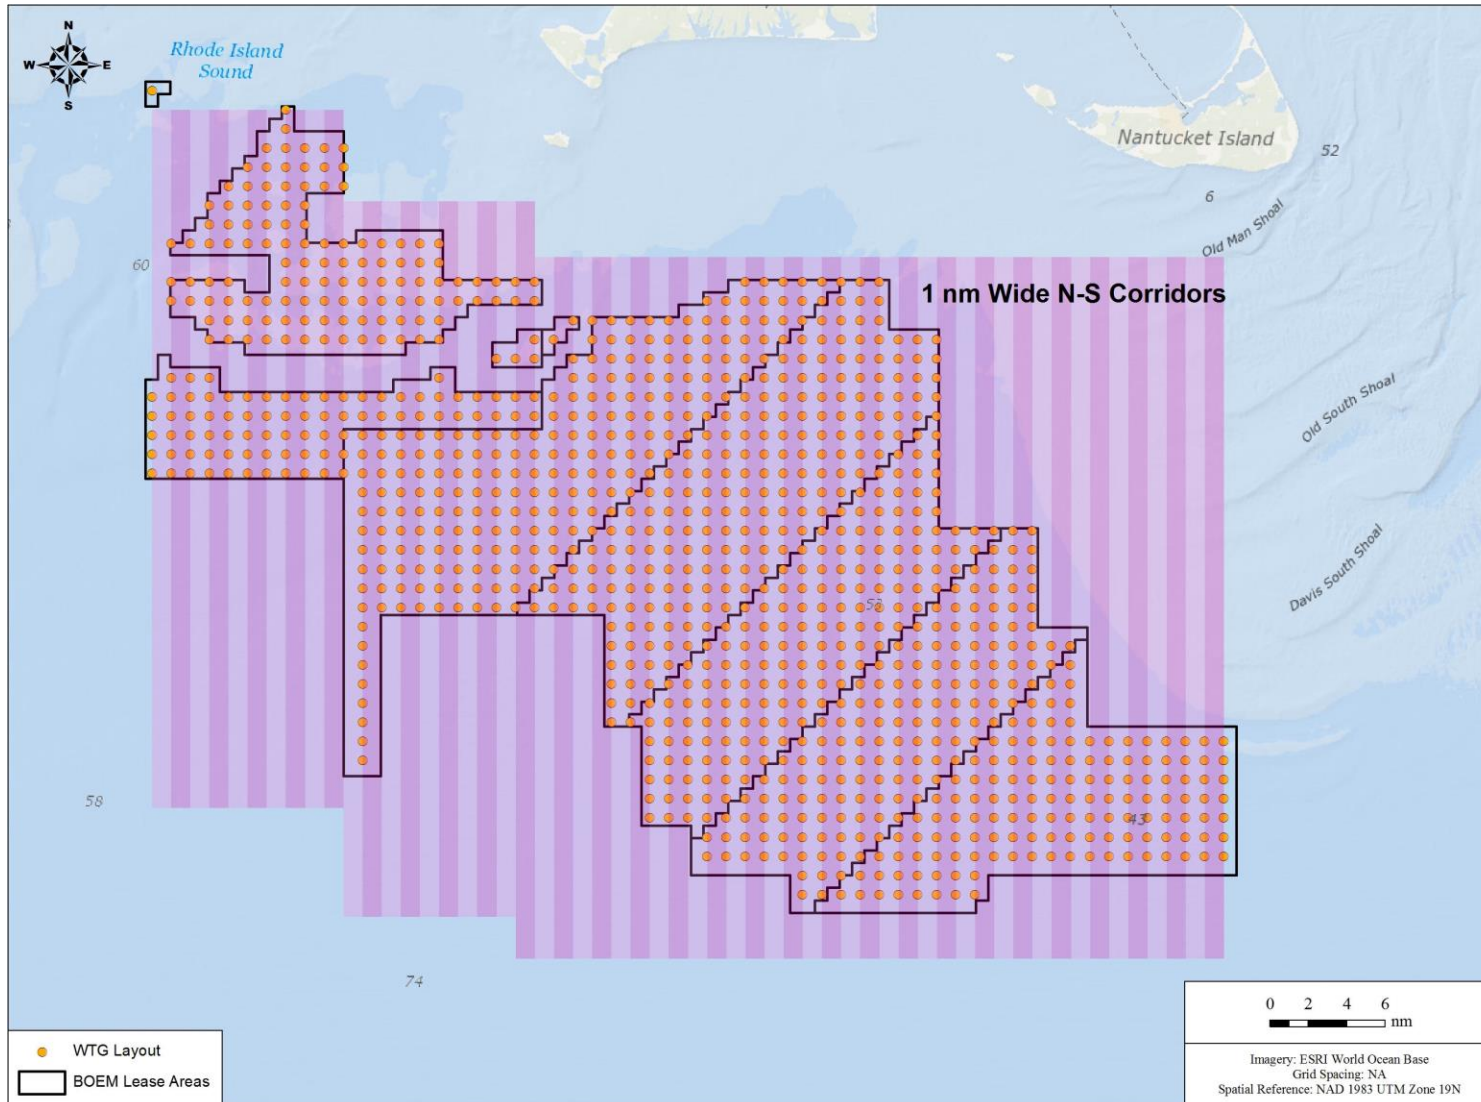 N
W E
S
Rhode Island
Sound
Nantucket Island
52
6
Old Man Shoal
60
1 nm Wide N-S Corridors
Old South Shoal
Davis South Shoal
52
58
43
74
0 2 4 6
nm
WTG Layout
BOEM Lease Areas
Imagery: ESRI World Ocean Base
Grid Spacing: NA
Spatial Reference: NAD 1983 UTM Zone 19N